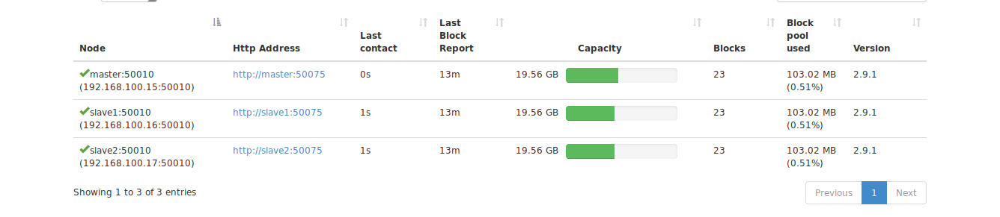 Node Http Address Last contact Last Block Report Capacity Blocks Block pool used Version
master:50010 http://master:50075 0s 13m 19.56 GB 23 103.02 MB 2.9.1
(192.168.100.15:50010) (0.51%)
slave1:50010 http://slave1:50075 1s 13m 19.56 GB 23 103.02 MB 2.9.1
(192.168.100.16:50010) (0.51%)
slave2:50010 http://slave2:50075 1s 13m 19.56 GB 23 103.02 MB 2.9.1
(192.168.100.17:50010) (0.51%)
Showing 1 to 3 of 3 entries Previous 1 Next